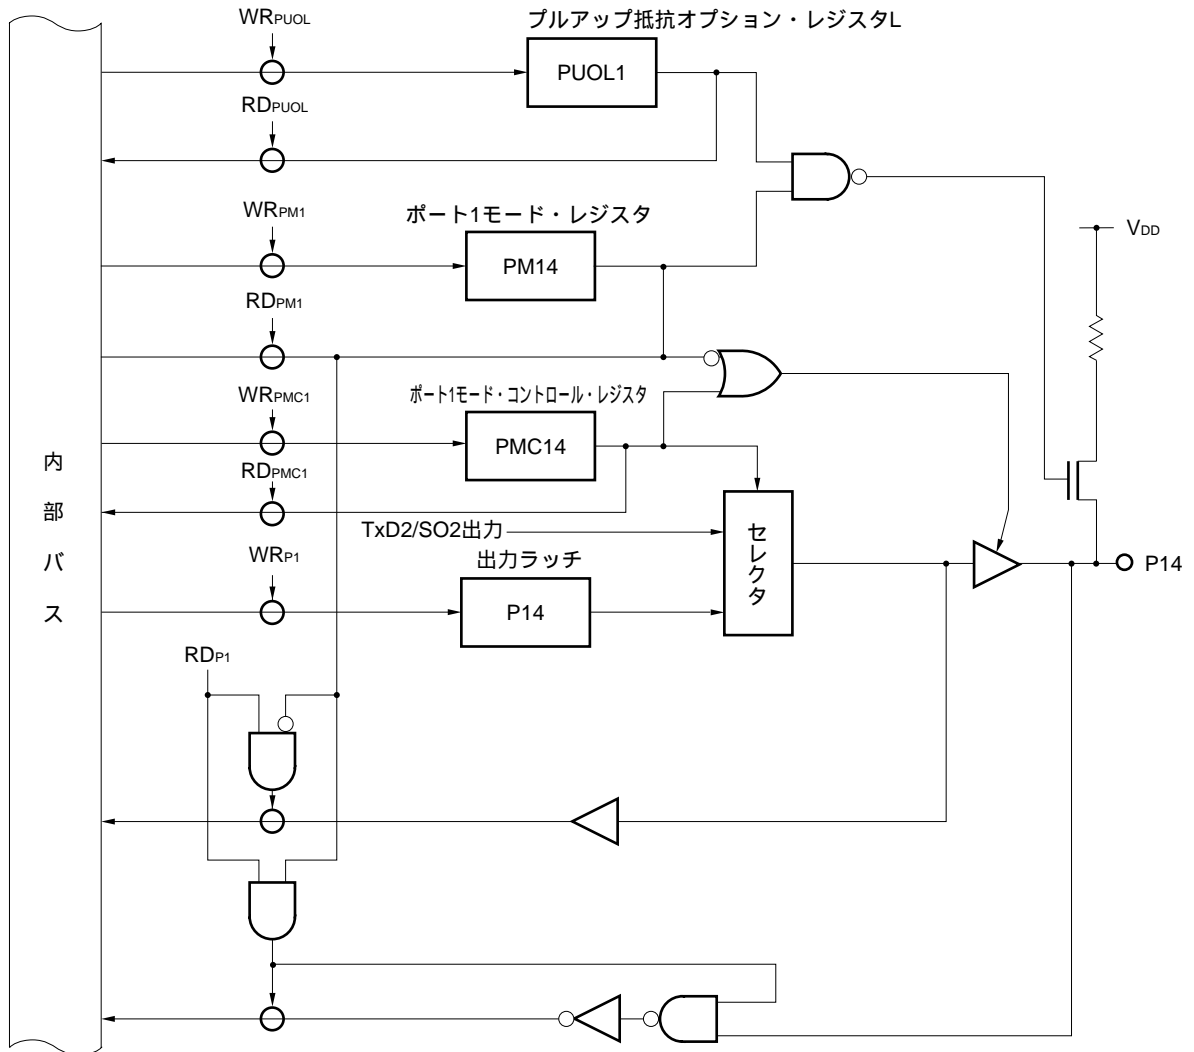 WRPUOL
プルアップ抵抗オプション・レジスタL
PUOL1
RDPUOL
WRPM1
ポート1モード・レジスタ
PM14
VDD
RDPM1
WRPMC1
ポート1モード・コントロール・レジスタ
PMC14
内部バス
RDPMC1
TxD2/SO2出力
セレクタ
WRP1
出力ラッチ
P14
P14
RDP1